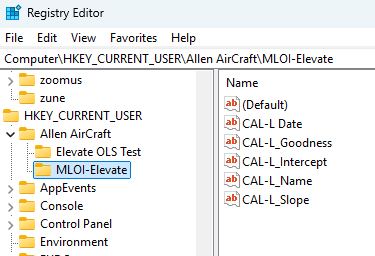 Registry Editor
File Edit View Favorites Help
Computer\HKEY_CURRENT_USER\Allen AirCraft\MLOI-Elevate
zoomus
zune
HKEY_CURRENT_USER
Allen AirCraft
Elevate OLS Test
MLOI-Elevate
AppEvents
Console
Control Panel
Environment
Name
(Default)
CAL-L Date
CAL-L_Goodness
CAL-L_Intercept
CAL-L_Name
CAL-L_Slope